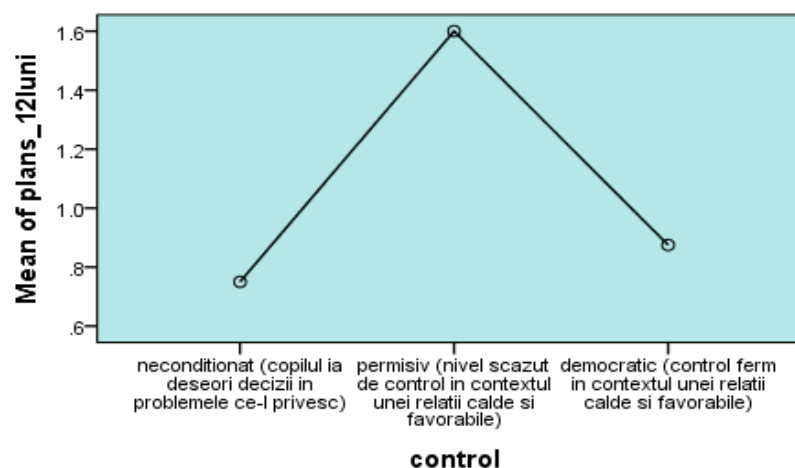 Mean of plans_12luni
1.6
1.4
1.2
1.0
.8
.6
neconditionat (copilul ia
deseori decizii in
problemele ce-l privesc)
permisiv (nivel scazut
de control in contextul
unei relatii calde si
favorabile)
democratic (control ferm
in contextul unei relatii
calde si favorabile)
control